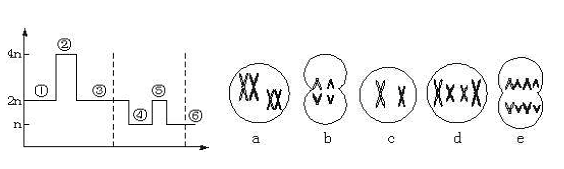 4n
2n
n
① ② ③ ④ ⑤ ⑥
a b c d e